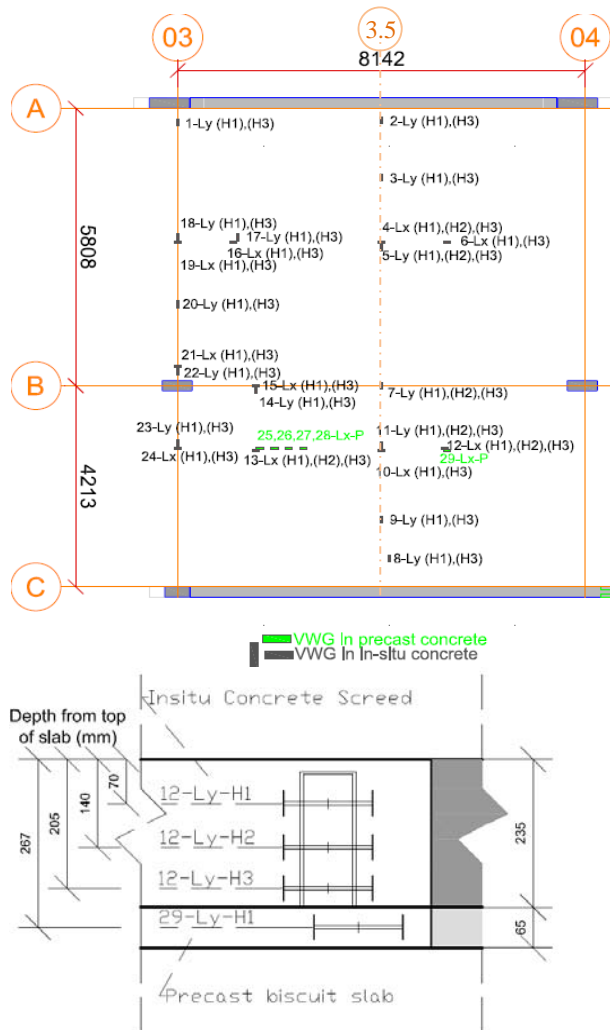 03
3.5
04
8142
A
1-Ly (H1),(H3)
2-Ly (H1),(H3)
3-Ly (H1),(H3)
5808
18-Ly (H1),(H3)
17-Ly (H1),(H3)
16-Lx (H1),(H3)
19-Lx (H1),(H3)
4-Lx (H1),(H2),(H3)
6-Lx (H1),(H3)
5-Ly (H1),(H2),(H3)
20-Ly (H1),(H3)
21-Lx (H1),(H3)
22-Ly (H1),(H3)
B
15-Lx (H1),(H3)
14-Ly (H1),(H3)
7-Ly (H1),(H2),(H3)
23-Ly (H1),(H3)
24-Lx (H1),(H3)
25,26,27,28-Lx-P
13-Lx (H1),(H2),(H3)
11-Ly (H1),(H2),(H3)
12-Lx (H1),(H2),(H3)
29-Lx-P
10-Lx (H1),(H3)
4213
9-Ly (H1),(H3)
8-Ly (H1),(H3)
C
VWG In precast concrete
VWG In In-situ concrete
Insitu Concrete Screed
Depth from top
of slab (mm)
70
140
205
267
12-Ly-H1
12-Ly-H2
12-Ly-H3
29-Ly-H1
235
65
Precast biscuit slab